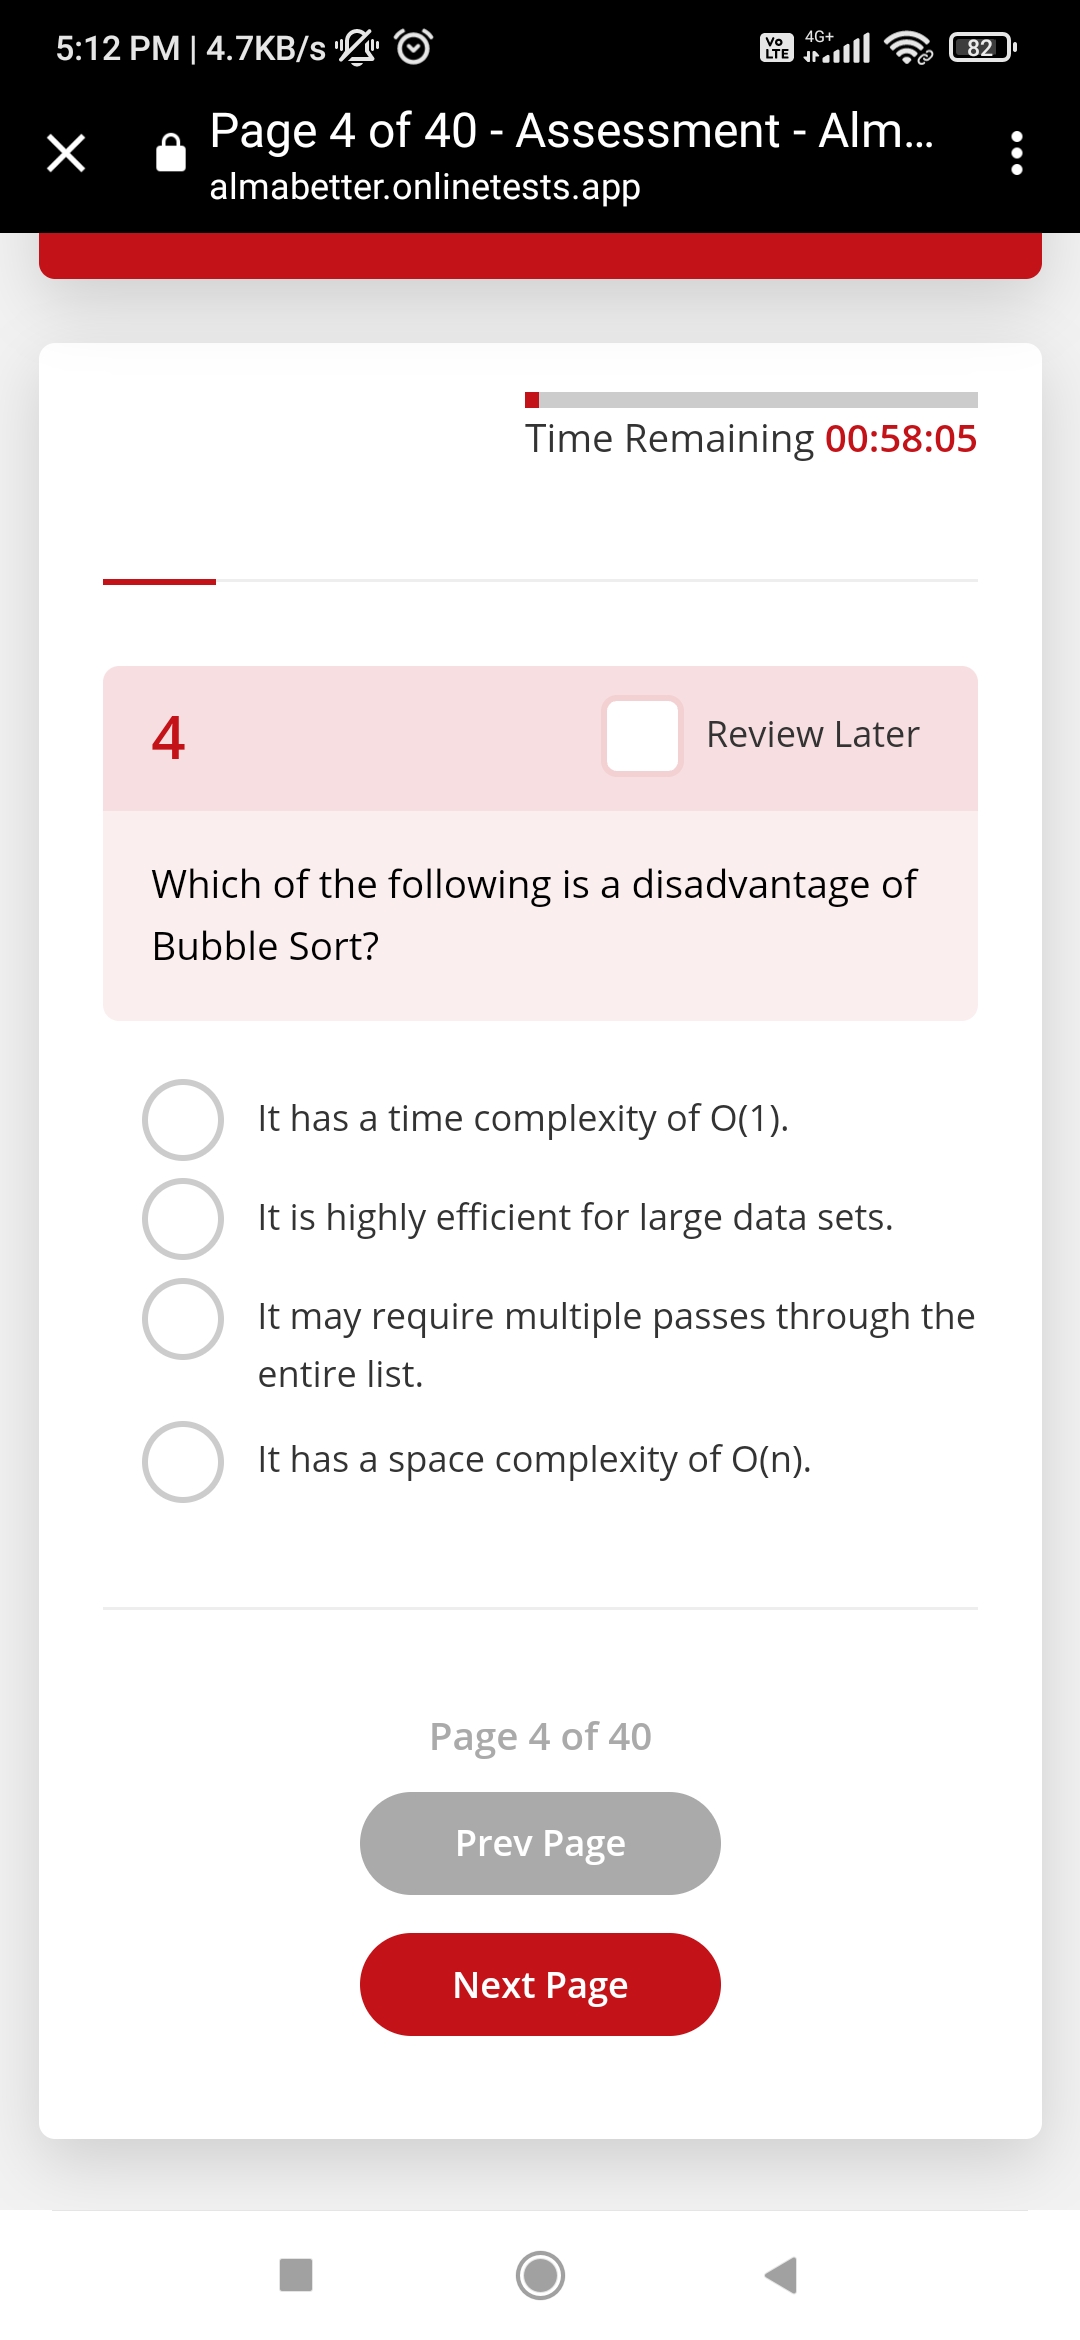 5:12 PM | 4.7KB/s
Vo LTE 4G+ 82
Page 4 of 40 - Assessment - Alm...
almabetter.onlinetests.app
Time Remaining 00:58:05
4
Review Later
Which of the following is a disadvantage of
Bubble Sort?
It has a time complexity of O(1).
It is highly efficient for large data sets.
It may require multiple passes through the
entire list.
It has a space complexity of O(n).
Page 4 of 40
Prev Page
Next Page